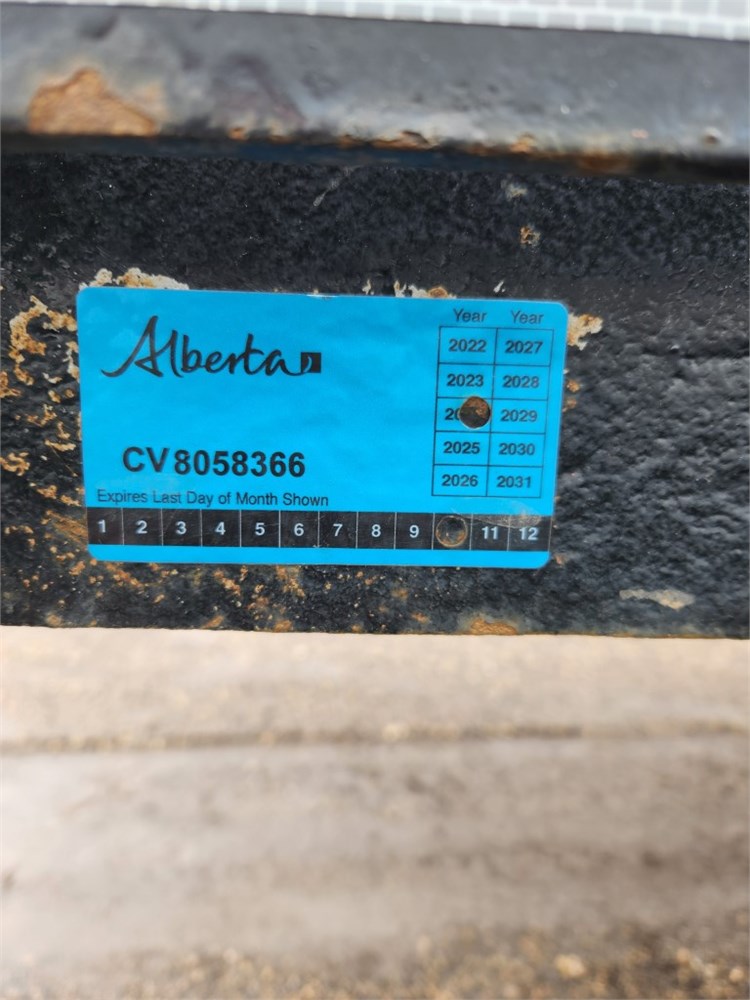 Alberta
Year Year
2022 2027
2023 2028
2029
2025 2030
2026 2031
CV8058366
Expires Last Day of Month Shown
1 2 3 4 5 6 7 8 9 11 12